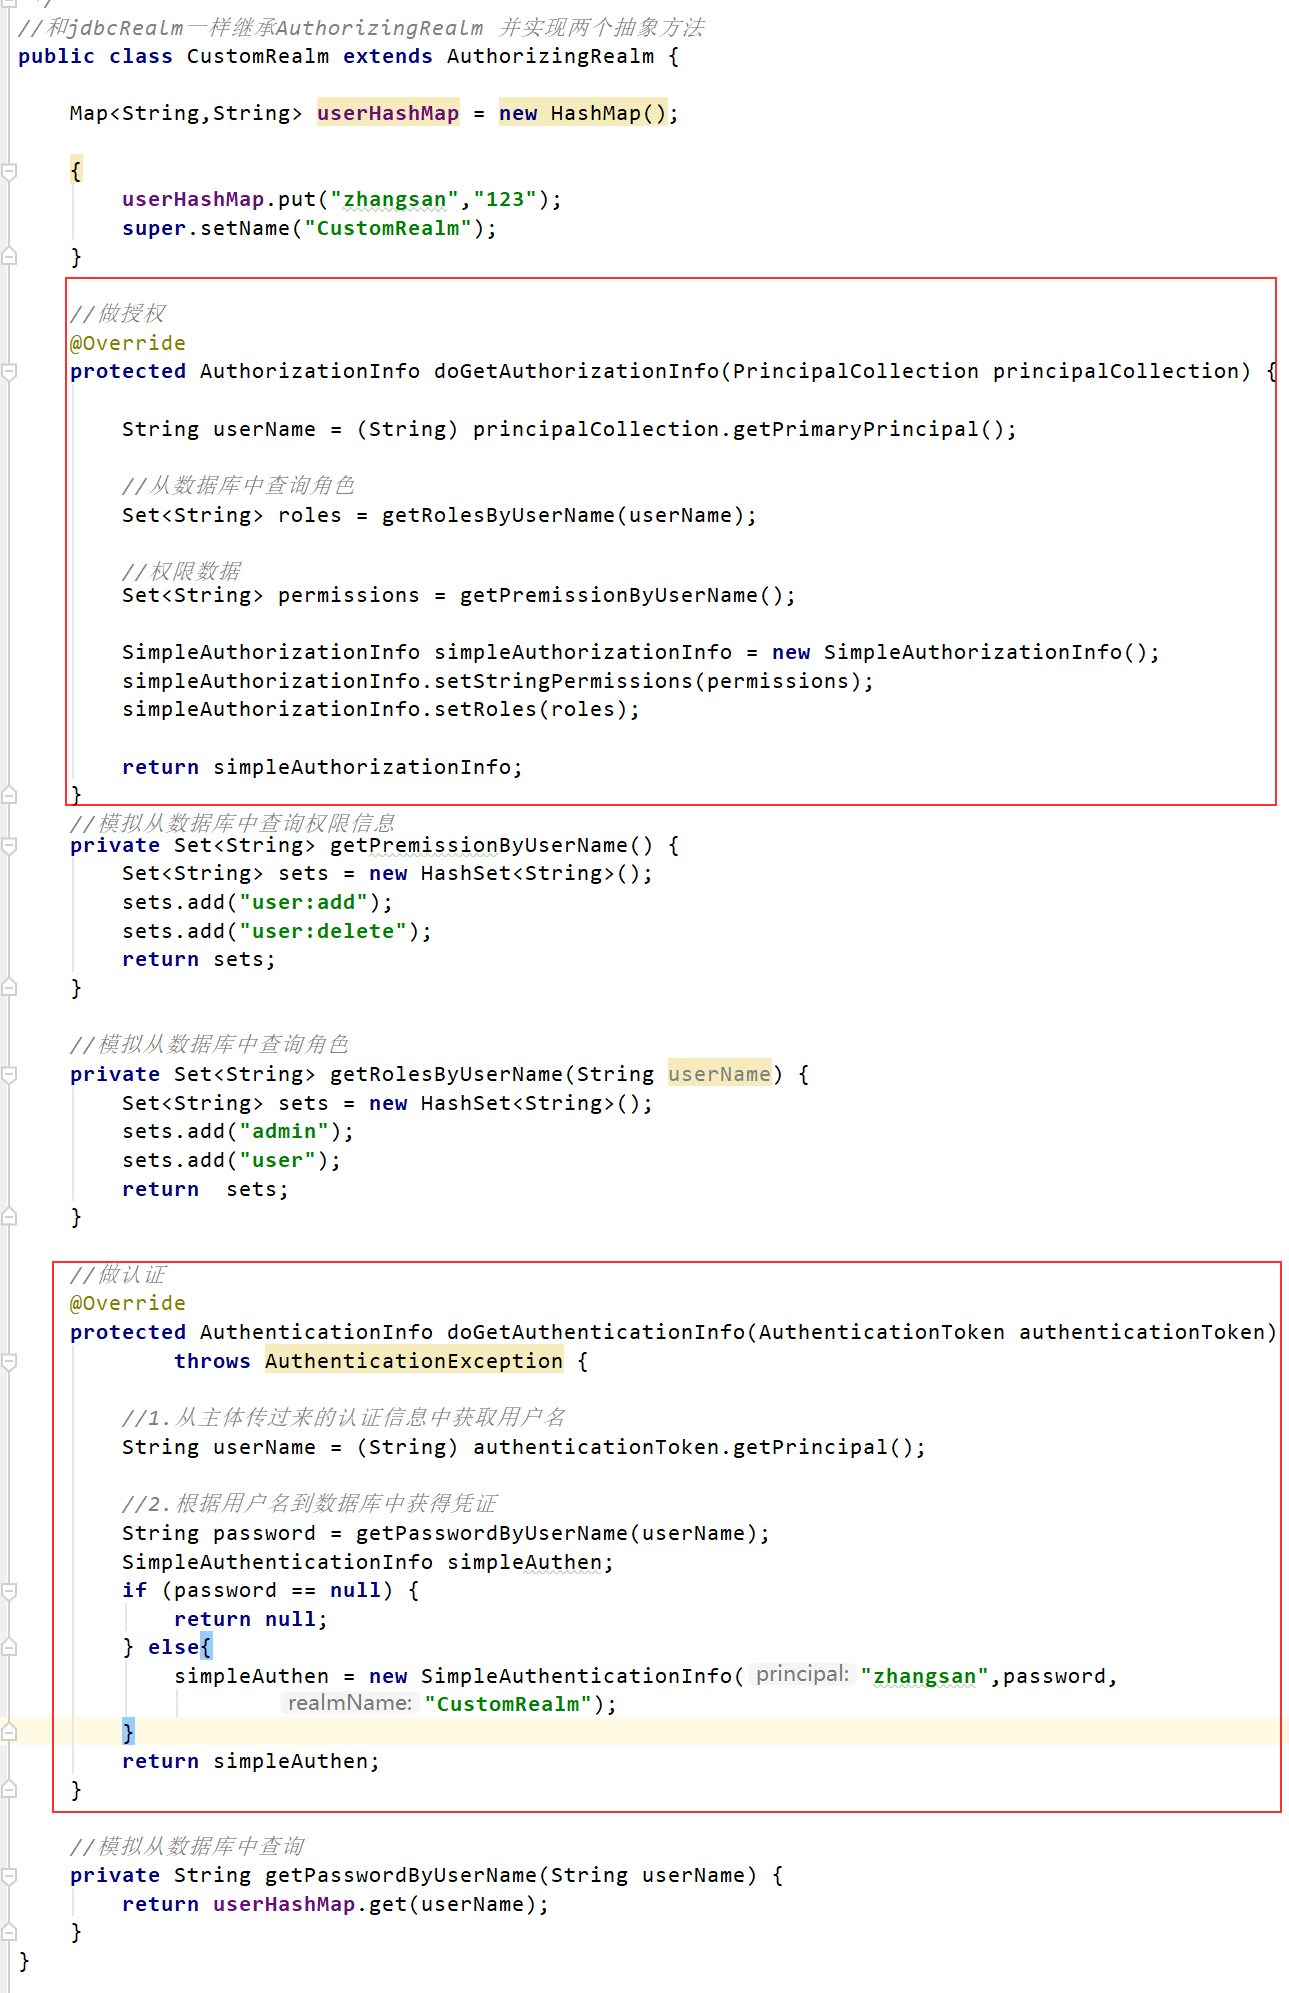 */
//和jdbcRealm一样继承AuthorizingRealm 并实现两个抽象方法
public class CustomRealm extends AuthorizingRealm {
Map<String,String> userHashMap = new HashMap();
{
userHashMap.put("zhangsan","123");
super.setName("CustomRealm");
}
//做授权
@Override
protected AuthorizationInfo doGetAuthorizationInfo(PrincipalCollection principalCollection) {
String userName = (String) principalCollection.getPrimaryPrincipal();
//从数据库中查询角色
Set<String> roles = getRolesByUserName(userName);
//权限数据
Set<String> permissions = getPremissionByUserName();
SimpleAuthorizationInfo simpleAuthorizationInfo = new SimpleAuthorizationInfo();
simpleAuthorizationInfo.setStringPermissions(permissions);
simpleAuthorizationInfo.setRoles(roles);
return simpleAuthorizationInfo;
}
//模拟从数据库中查询权限信息
private Set<String> getPremissionByUserName() {
Set<String> sets = new HashSet<String>();
sets.add("user:add");
sets.add("user:delete");
return sets;
}
//模拟从数据库中查询角色
private Set<String> getRolesByUserName(String userName) {
Set<String> sets = new HashSet<String>();
sets.add("admin");
sets.add("user");
return  sets;
}
//做认证
@Override
protected AuthenticationInfo doGetAuthenticationInfo(AuthenticationToken authenticationToken)
throws AuthenticationException {
//1.从主体传过来的认证信息中获取用户名
String userName = (String) authenticationToken.getPrincipal();
//2.根据用户名到数据库中获得凭证
String password = getPasswordByUserName(userName);
SimpleAuthenticationInfo simpleAuthen;
if (password == null) {
return null;
} else{
simpleAuthen = new SimpleAuthenticationInfo( principal: "zhangsan",password,
realmName: "CustomRealm");
}
return simpleAuthen;
}
//模拟从数据库中查询
private String getPasswordByUserName(String userName) {
return userHashMap.get(userName);
}
}